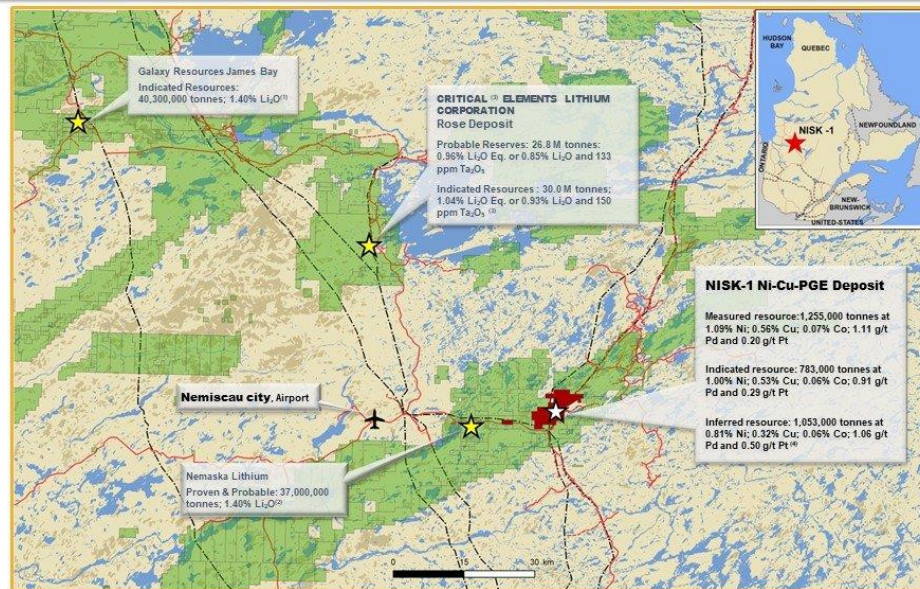 Galaxy Resources James Bay
Indicated Resources:
40,300,000 tonnes; 1.40% Li₂O⁽¹⁾
CRITICAL ⁽³⁾ ELEMENTS LITHIUM
CORPORATION
Rose Deposit
Probable Reserves: 26.8 M tonnes:
0.96% Li₂O Eq. or 0.85% Li₂O and 133
ppm Ta₂O₅
Indicated Resources : 30.0 M tonnes;
1.04% Li₂O Eq. or 0.93% Li₂O and 150
ppm Ta₂O₅ ⁽³⁾
HUDSON
BAY
QUEBEC
NISK -1
NEWFOUNDLAND
ONTARIO
NEW-
BRUNSWICK
UNITED-STATES
NISK-1 Ni-Cu-PGE Deposit
Measured resource:1,255,000 tonnes at
1.09% Ni; 0.56% Cu; 0.07% Co; 1.11 g/t
Pd and 0.20 g/t Pt
Indicated resource: 783,000 tonnes at
1.00% Ni; 0.53% Cu; 0.06% Co; 0.91 g/t
Pd and 0.29 g/t Pt
Inferred resource: 1,053,000 tonnes at
0.81% Ni; 0.32% Cu; 0.06% Co; 1.06 g/t
Pd and 0.50 g/t Pt ⁽⁴⁾
Nemiscau city, Airport
Nemaska Lithium
Proven & Probable: 37,000,000
tonnes; 1.40% Li₂O⁽²⁾
0 15 30 km